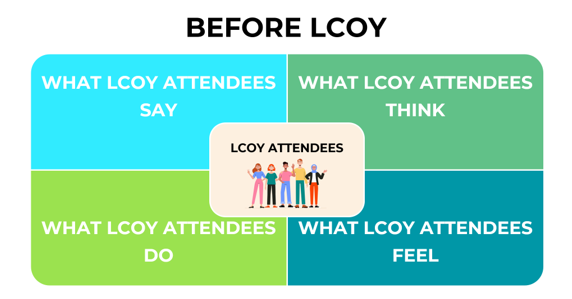 BEFORE LCOY
WHAT LCOY ATTENDEES
SAY
WHAT LCOY ATTENDEES
THINK
LCOY ATTENDEES
WHAT LCOY ATTENDEES
DO
WHAT LCOY ATTENDEES
FEEL